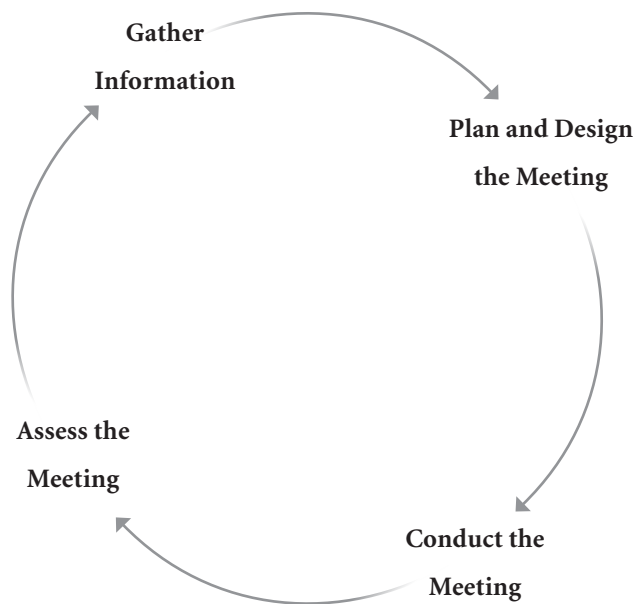 Gather
Information
Plan and Design
the Meeting
Conduct the
Meeting
Assess the
Meeting